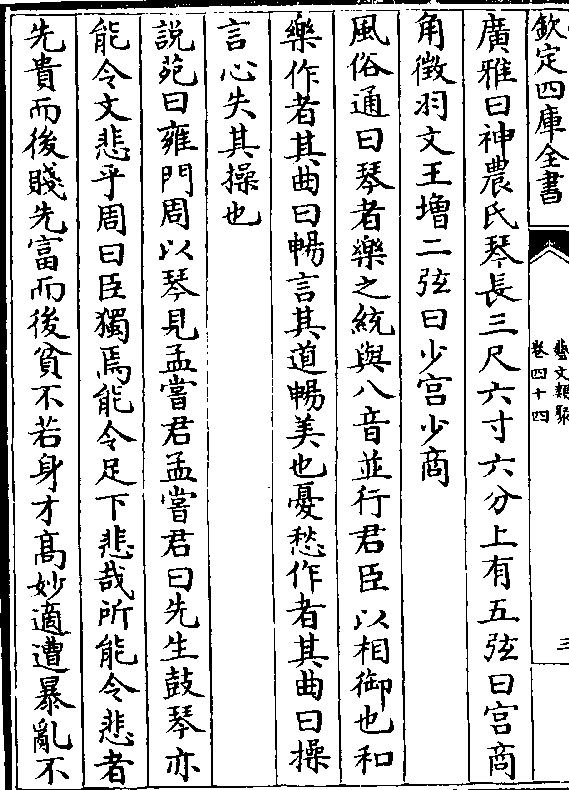 欽定四庫全書
藝文類聚
卷四十四
三
廣雅曰神農氏琴長三尺六寸六分上有五弦曰宫商
角徵羽文王增二弦曰少宫少商
風俗通曰琴者樂之統與八音並行君臣以相御也和
樂作者其曲曰暢言其道暢美也憂愁作者其曲曰操
言心失其操也
說苑曰雍門周以琴見孟嘗君孟嘗君曰先生鼓琴亦
能令文悲乎周曰臣獨焉能令足下悲哉所能令悲者
先貴而後賤先富而後貧不若身才髙妙適遭暴亂不